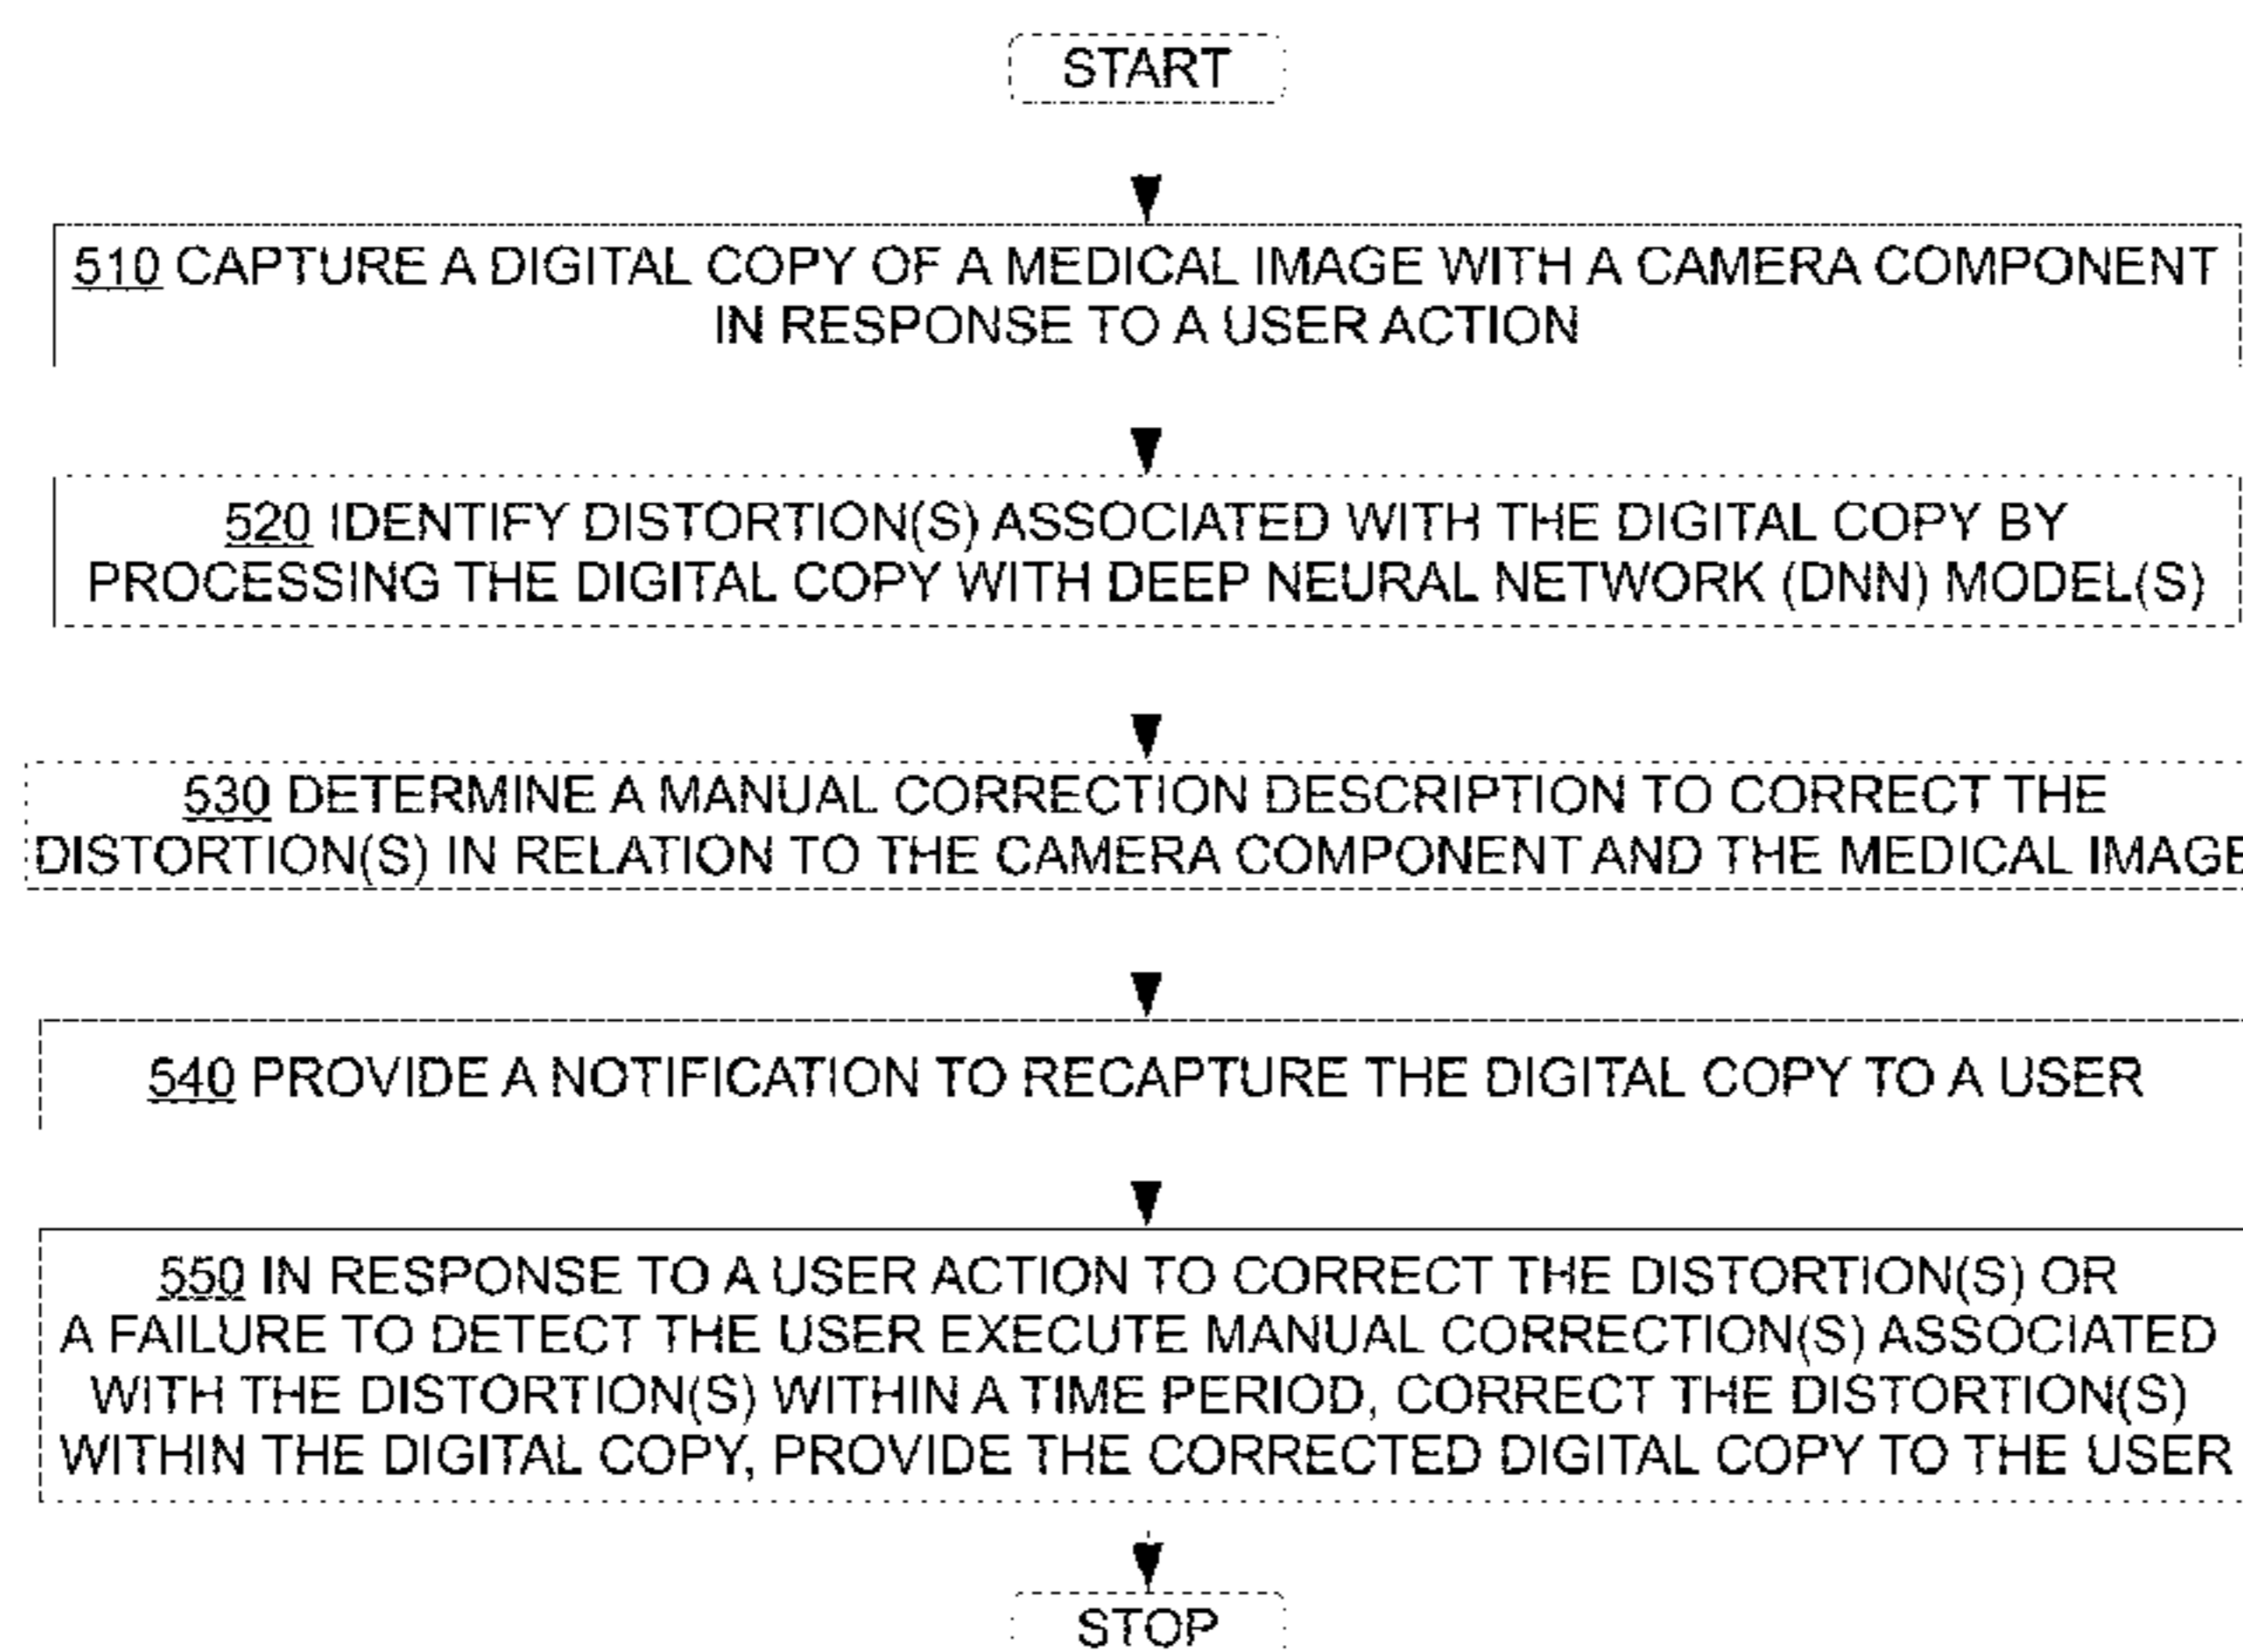 START
510 CAPTURE A DIGITAL COPY OF A MEDICAL IMAGE WITH A CAMERA COMPONENT
IN RESPONSE TO A USER ACTION
520 IDENTIFY DISTORTION(S) ASSOCIATED WITH THE DIGITAL COPY BY
PROCESSING THE DIGITAL COPY WITH DEEP NEURAL NETWORK (DNN) MODEL(S)
530 DETERMINE A MANUAL CORRECTION DESCRIPTION TO CORRECT THE
DISTORTION(S) IN RELATION TO THE CAMERA COMPONENT AND THE MEDICAL IMAGE
540 PROVIDE A NOTIFICATION TO RECAPTURE THE DIGITAL COPY TO A USER
550 IN RESPONSE TO A USER ACTION TO CORRECT THE DISTORTION(S) OR
A FAILURE TO DETECT THE USER EXECUTE MANUAL CORRECTION(S) ASSOCIATED
WITH THE DISTORTION(S) WITHIN A TIME PERIOD, CORRECT THE DISTORTION(S)
WITHIN THE DIGITAL COPY, PROVIDE THE CORRECTED DIGITAL COPY TO THE USER
STOP